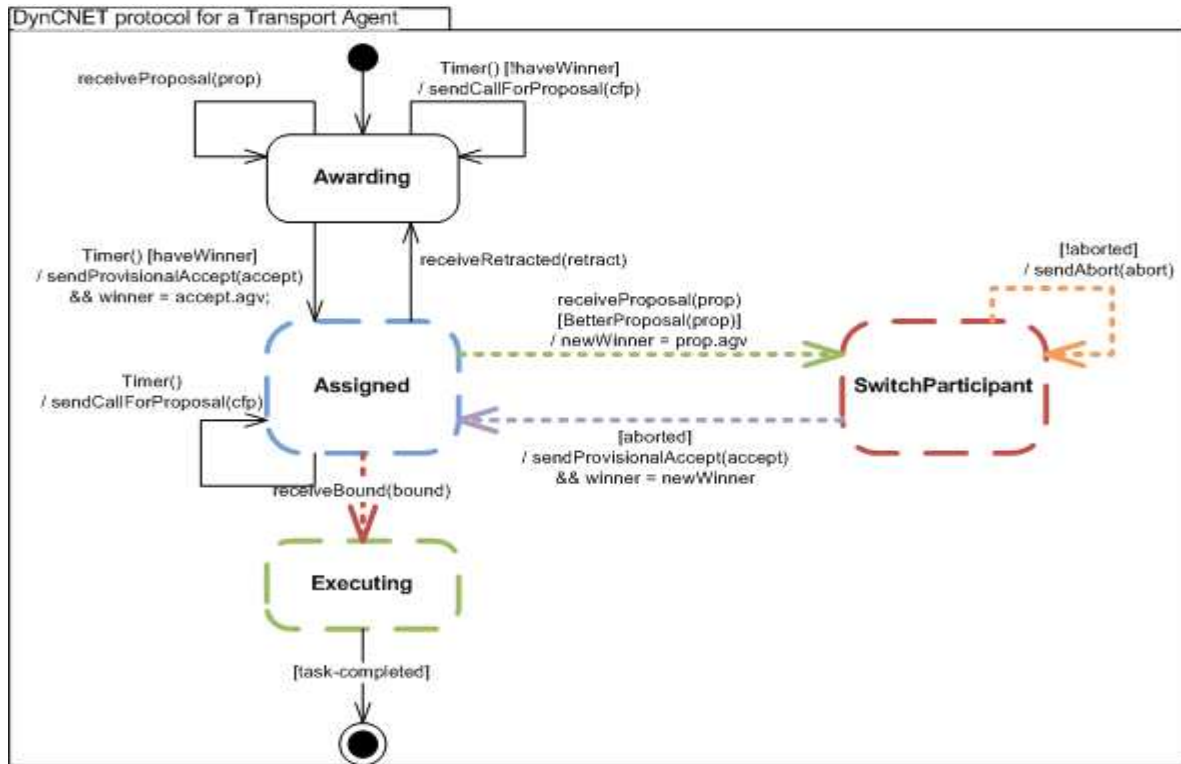 DynCNET protocol for a Transport Agent
receiveProposal(prop)
Timer() [!haveWinner]
/ sendCallForProposal(cfp)
Awarding
Timer() [haveWinner]
/ sendProvisionalAccept(accept)
&& winner = accept.agv;
receiveRetracted(retract)
[!aborted]
/ sendAbort(abort)
receiveProposal(prop)
[BetterProposal(prop)]
/ newWinner = prop.agv
Timer()
/ sendCallForProposal(cfp)
Assigned
SwitchParticipant
[aborted]
/ sendProvisionalAccept(accept)
&& winner = newWinner
receiveBound(bound)
Executing
[task-completed]